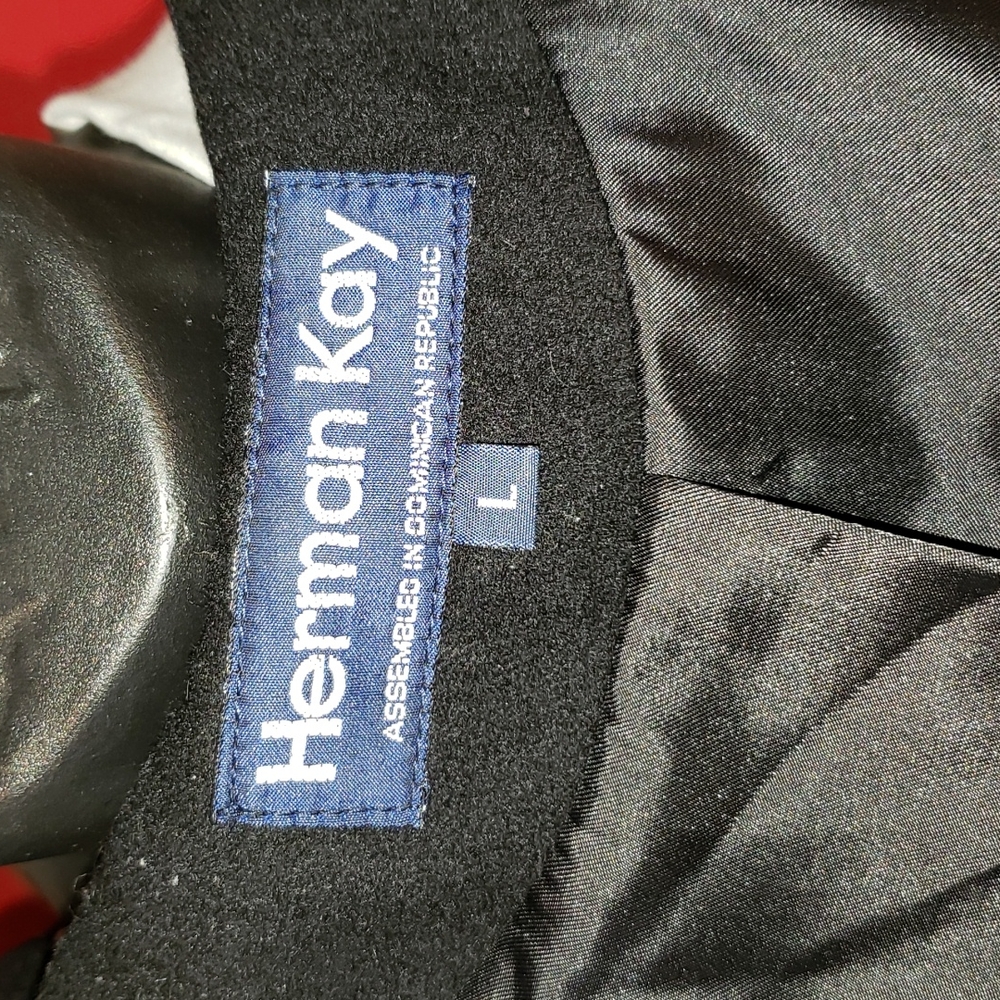 Herman Kay
ASSEMBLED IN DOMINICAN REPUBLIC
L